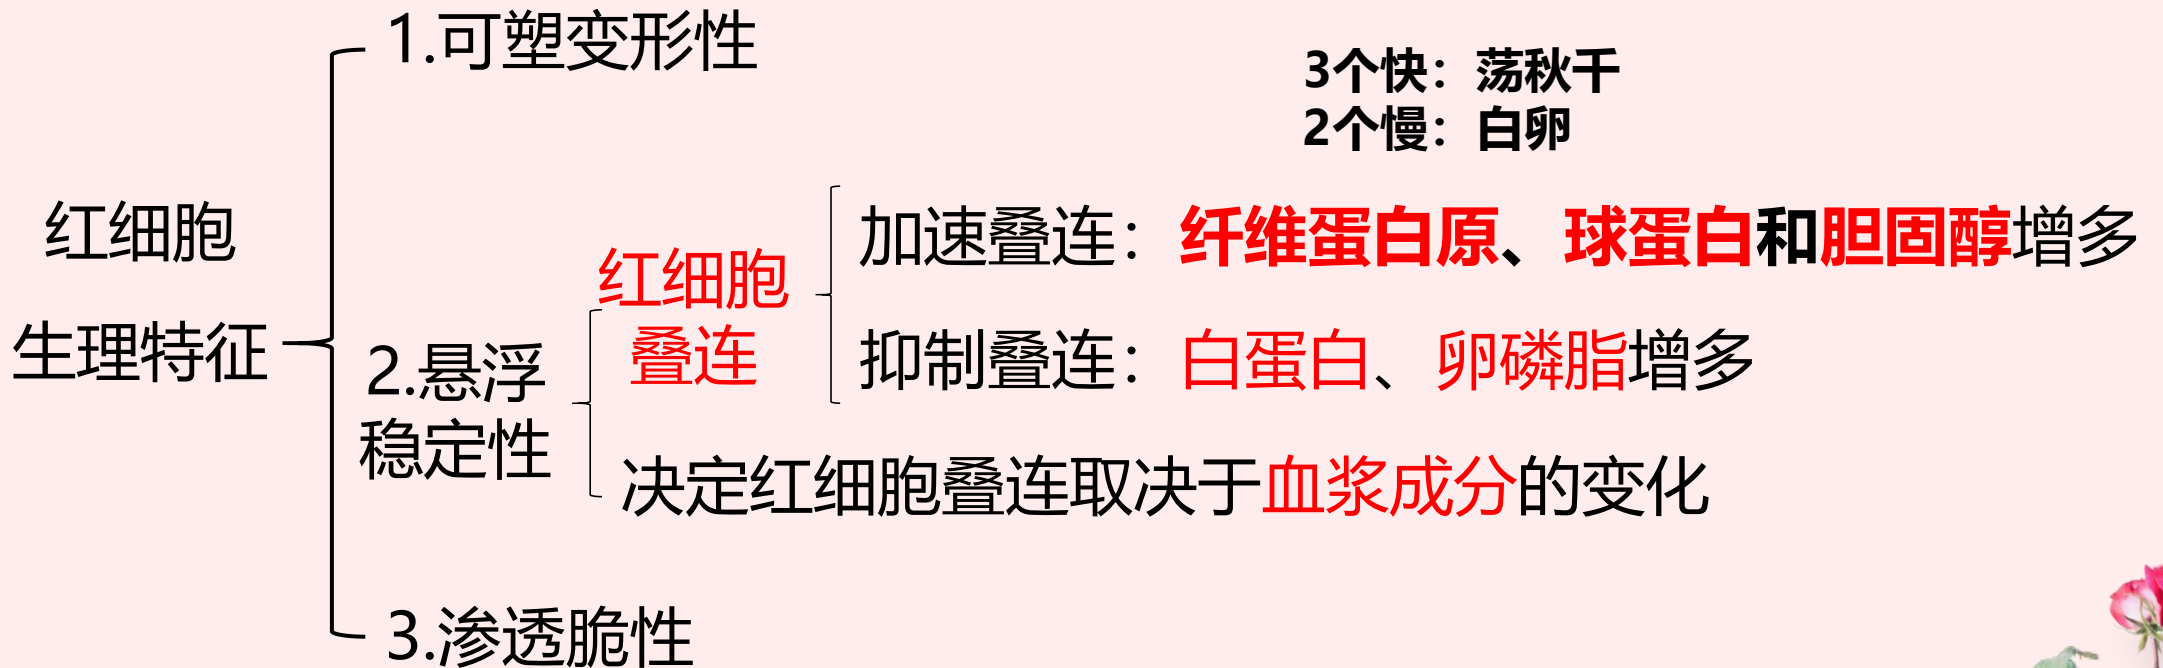 1.可塑变形性
3个快：荡秋千
2个慢：白卵
红细胞
生理特征
2.悬浮
稳定性
红细胞
叠连
加速叠连：纤维蛋白原、球蛋白和胆固醇增多
抑制叠连：白蛋白、卵磷脂增多
决定红细胞叠连取决于血浆成分的变化
3.渗透脆性